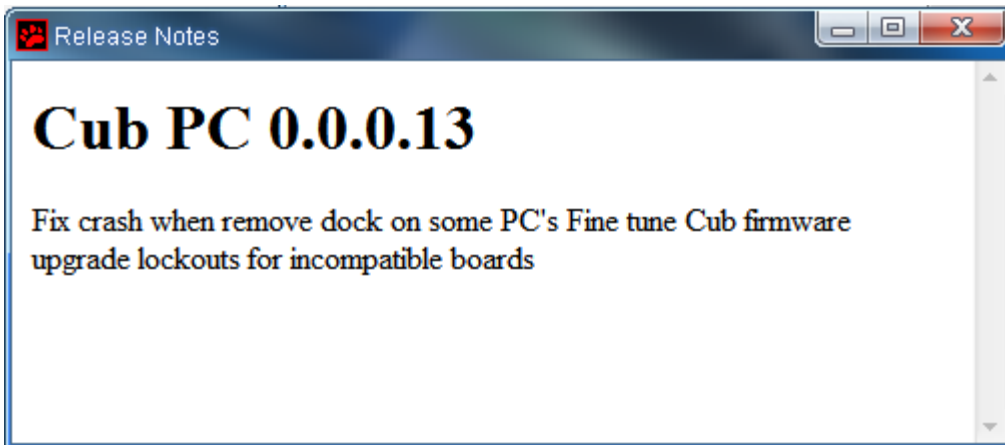 Release Notes
Cub PC 0.0.0.13
Fix crash when remove dock on some PC's Fine tune Cub firmware
upgrade lockouts for incompatible boards